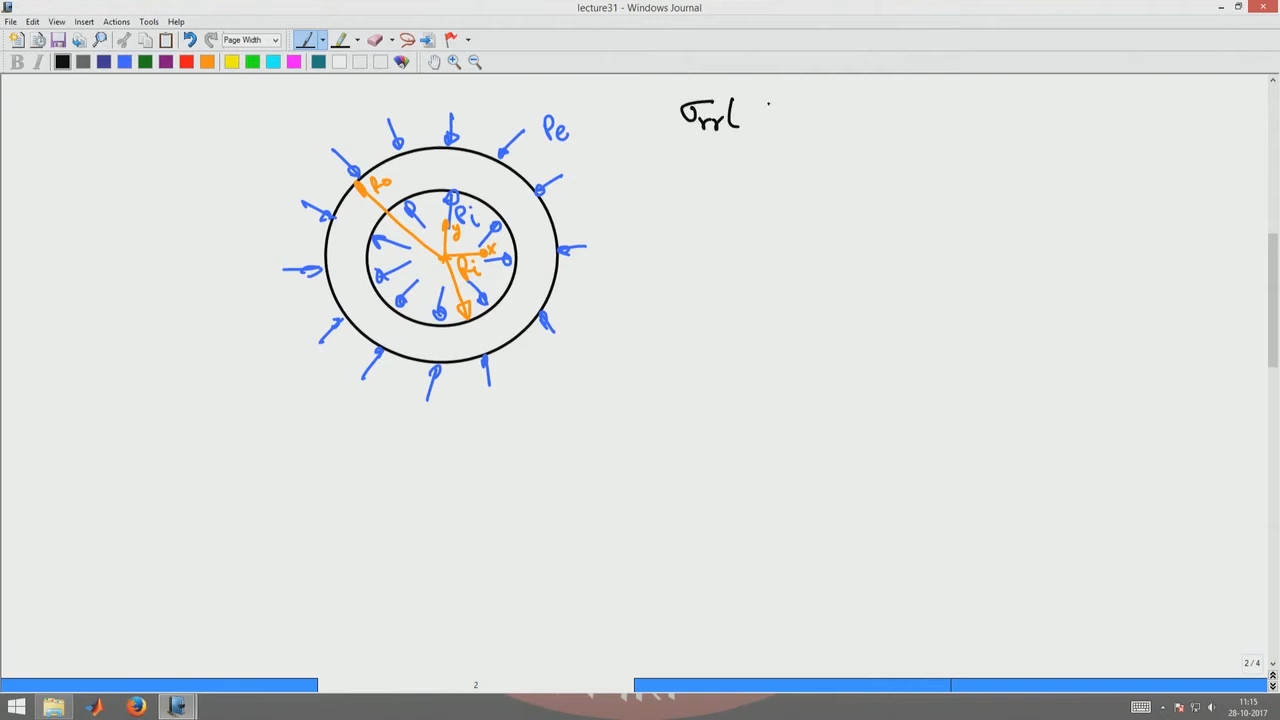 lecture31 - Windows Journal
File Edit View Insert Actions Tools Help
Page Width
B I
σrr(
Pe
Ro
Pi
y
x
Ri
2 / 4
2
11:15
28-10-2017